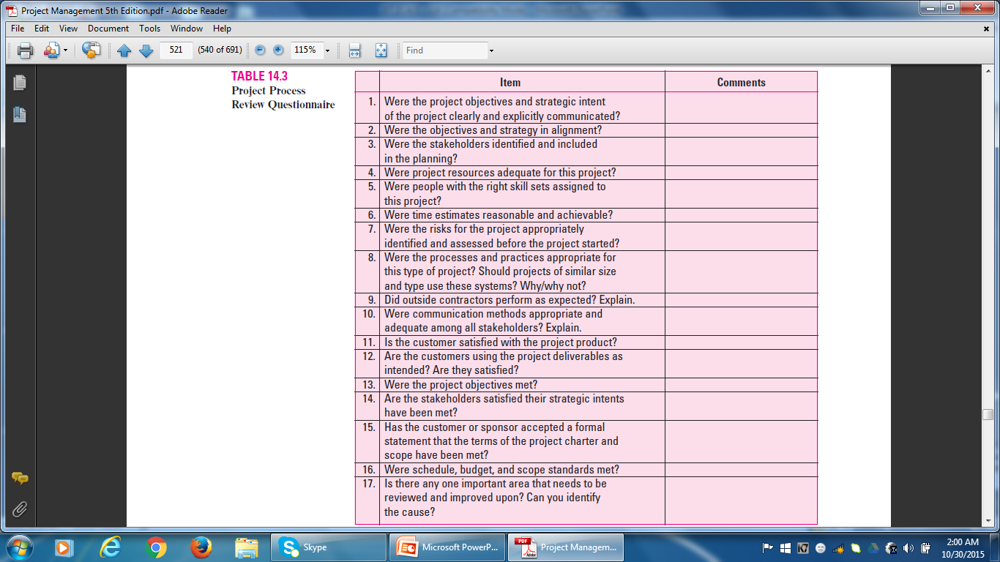 Project Management 5th Edition.pdf - Adobe Reader
File Edit View Document Tools Window Help
521 (540 of 691) 115% Find
TABLE 14.3
Project Process
Review Questionnaire
Item Comments
1. Were the project objectives and strategic intent
of the project clearly and explicitly communicated?
2. Were the objectives and strategy in alignment?
3. Were the stakeholders identified and included
in the planning?
4. Were project resources adequate for this project?
5. Were people with the right skill sets assigned to
this project?
6. Were time estimates reasonable and achievable?
7. Were the risks for the project appropriately
identified and assessed before the project started?
8. Were the processes and practices appropriate for
this type of project? Should projects of similar size
and type use these systems? Why/why not?
9. Did outside contractors perform as expected? Explain.
10. Were communication methods appropriate and
adequate among all stakeholders? Explain.
11. Is the customer satisfied with the project product?
12. Are the customers using the project deliverables as
intended? Are they satisfied?
13. Were the project objectives met?
14. Are the stakeholders satisfied their strategic intents
have been met?
15. Has the customer or sponsor accepted a formal
statement that the terms of the project charter and
scope have been met?
16. Were schedule, budget, and scope standards met?
17. Is there any one important area that needs to be
reviewed and improved upon? Can you identify
the cause?
Skype Microsoft PowerP... Project Managem...
2:00 AM
10/30/2015